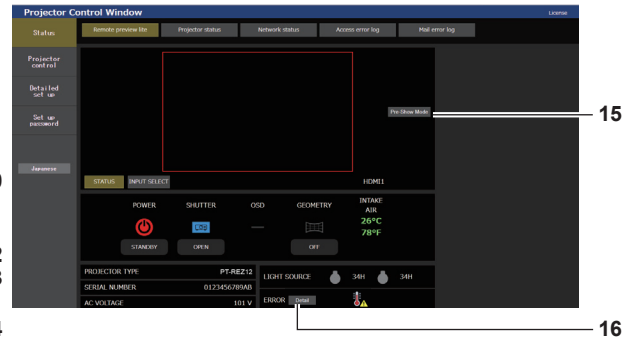 Projector Control Window
License
Status
Remote preview lite
Projector status
Network status
Access error log
Mail error log
Projector control
Detailed set up
Set up password
Japanese
Pre-Show Mode
15
STATUS
INPUT SELECT
HDMI1
POWER
SHUTTER
OSD
GEOMETRY
INTAKE AIR
26°C
78°F
STANDBY
OPEN
OFF
PROJECTOR TYPE
PT-REZ12
SERIAL NUMBER
0123456789AB
AC VOLTAGE
101 V
LIGHT SOURCE
34H
34H
ERROR
Detail
16